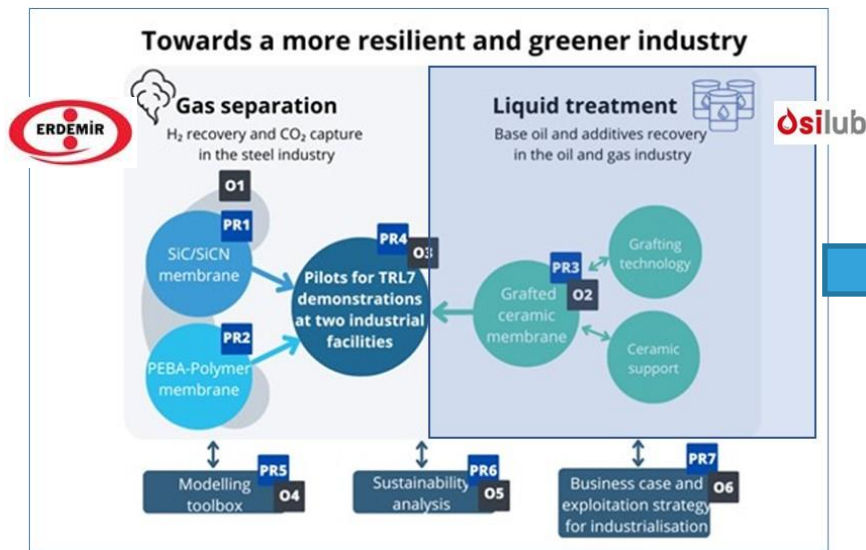 Towards a more resilient and greener industry
ERDEMİR
Gas separation
H₂ recovery and CO₂ capture
in the steel industry
Liquid treatment
Base oil and additives recovery
in the oil and gas industry
osilub
O1
PR1
SiC/SiCN
membrane
PR2
PEBA-Polymer
membrane
PR4
O3
Pilots for TRL7
demonstrations
at two industrial
facilities
PR3
O2
Grafted
ceramic
membrane
Grafting
technology
Ceramic
support
PR5
O4
Modelling
toolbox
PR6
O5
Sustainability
analysis
PR7
O6
Business case and
exploitation strategy
for industrialisation